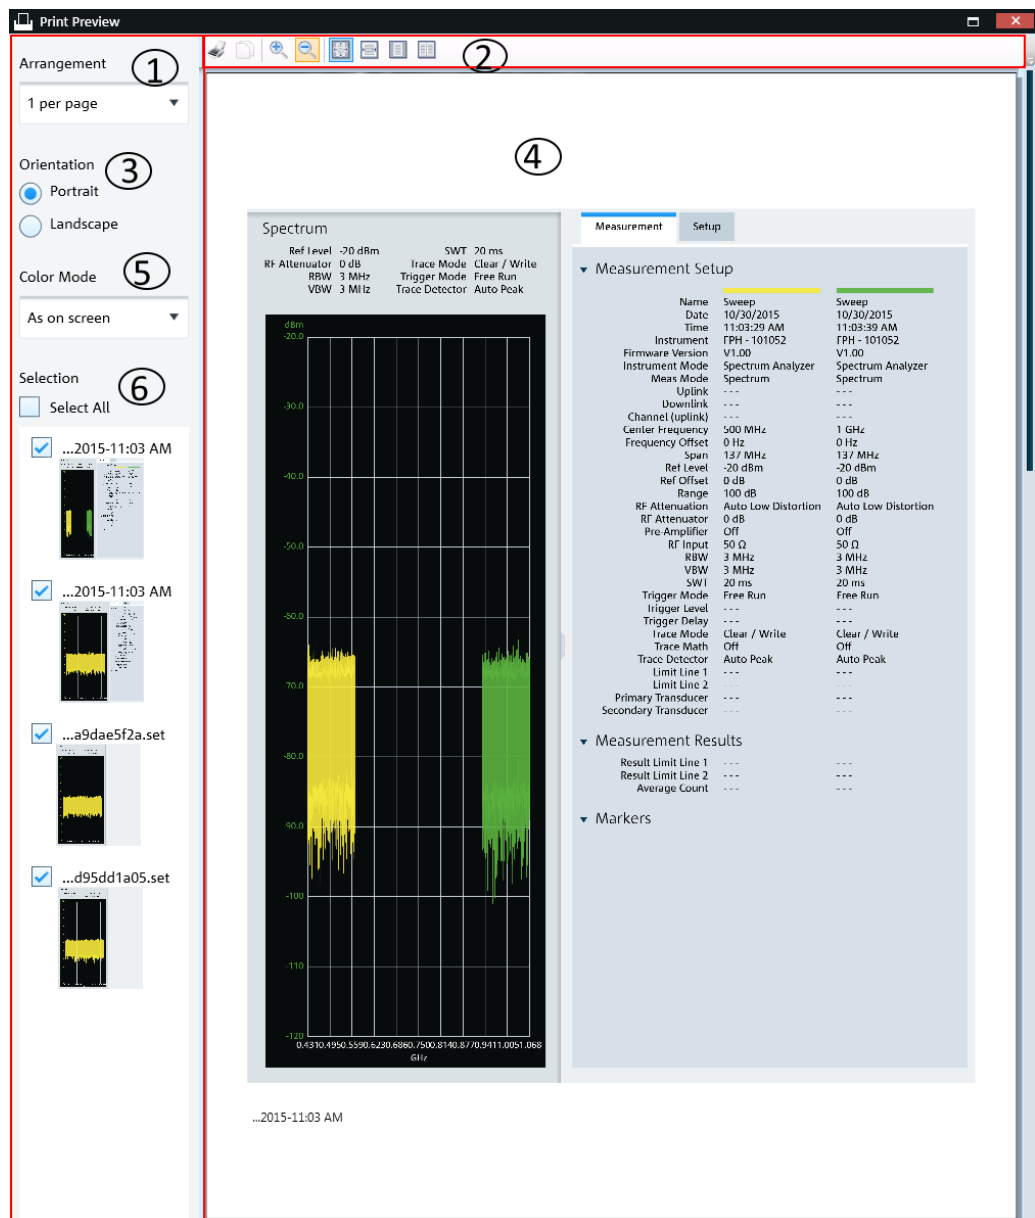 Print Preview
Arrangement
1
1 per page
2
Orientation
3
Portrait
Landscape
Color Mode
5
As on screen
Selection
6
Select All
...2015-11:03 AM
...2015-11:03 AM
...a9dae5f2a.set
...d95dd1a05.set
4
Spectrum
Ref Level -20 dBm SWT 20 ms
RF Attenuator 0 dB Trace Mode Clear / Write
RBW 3 MHz Trigger Mode Free Run
VBW 3 MHz Trace Detector Auto Peak
dBm
-20.0
-30.0
-40.0
-50.0
-60.0
70.0
-80.0
90.0
-100
-110
-120
0.4310.4950.5590.6230.6860.7500.8140.8770.9411.0051.068
GHz
Measurement Setup
Measurement Setup
Name Sweep Sweep
Date 10/30/2015 10/30/2015
Time 11:03:29 AM 11:03:39 AM
Instrument FPH - 101052 FPH - 101052
Firmware Version V1.00 V1.00
Instrument Mode Spectrum Analyzer Spectrum Analyzer
Meas Mode Spectrum Spectrum
Uplink --- ---
Downlink --- ---
Channel (uplink) --- ---
Center Frequency 500 MHz 1 GHz
Frequency Offset 0 Hz 0 Hz
Span 137 MHz 137 MHz
Ref Level -20 dBm -20 dBm
Ref Offset 0 dB 0 dB
Range 100 dB 100 dB
RF Attenuation Auto Low Distortion Auto Low Distortion
RF Attenuator 0 dB 0 dB
Pre-Amplifier Off Off
RF Input 50 Ω 50 Ω
RBW 3 MHz 3 MHz
VBW 3 MHz 3 MHz
SWT 20 ms 20 ms
Trigger Mode Free Run Free Run
Trigger Level --- ---
Trigger Delay --- ---
Trace Mode Clear / Write Clear / Write
Trace Math Off Off
Trace Detector Auto Peak Auto Peak
Limit Line 1 --- ---
Limit Line 2 --- ---
Primary Transducer --- ---
Secondary Transducer --- ---
Measurement Results
Result Limit Line 1 --- ---
Result Limit Line 2 --- ---
Average Count --- ---
Markers
...2015-11:03 AM